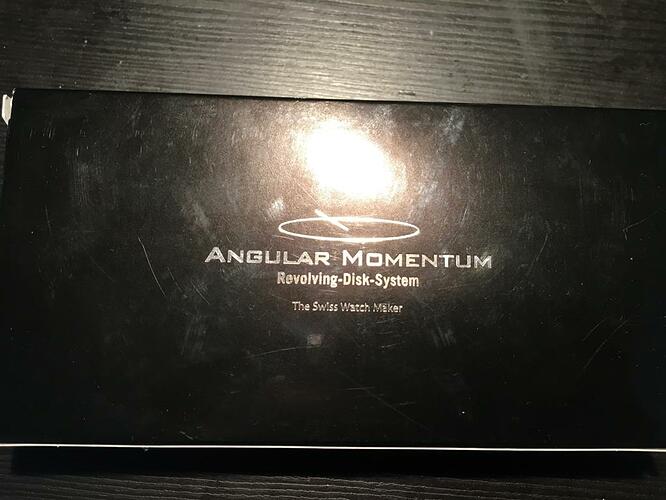 ANGULAR MOMENTUM
Revolving-Disk-System
The Swiss Watch Maker